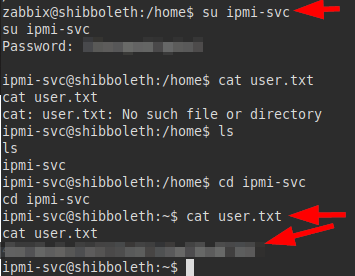 zabbix@shibboleth:/home$ su ipmi-svc
su ipmi-svc
Password:
ipmi-svc@shibboleth:/home$ cat user.txt
cat user.txt
cat: user.txt: No such file or directory
ipmi-svc@shibboleth:/home$ ls
ls
ipmi-svc
ipmi-svc@shibboleth:/home$ cd ipmi-svc
cd ipmi-svc
ipmi-svc@shibboleth:~$ cat user.txt
cat user.txt
ipmi-svc@shibboleth:~$